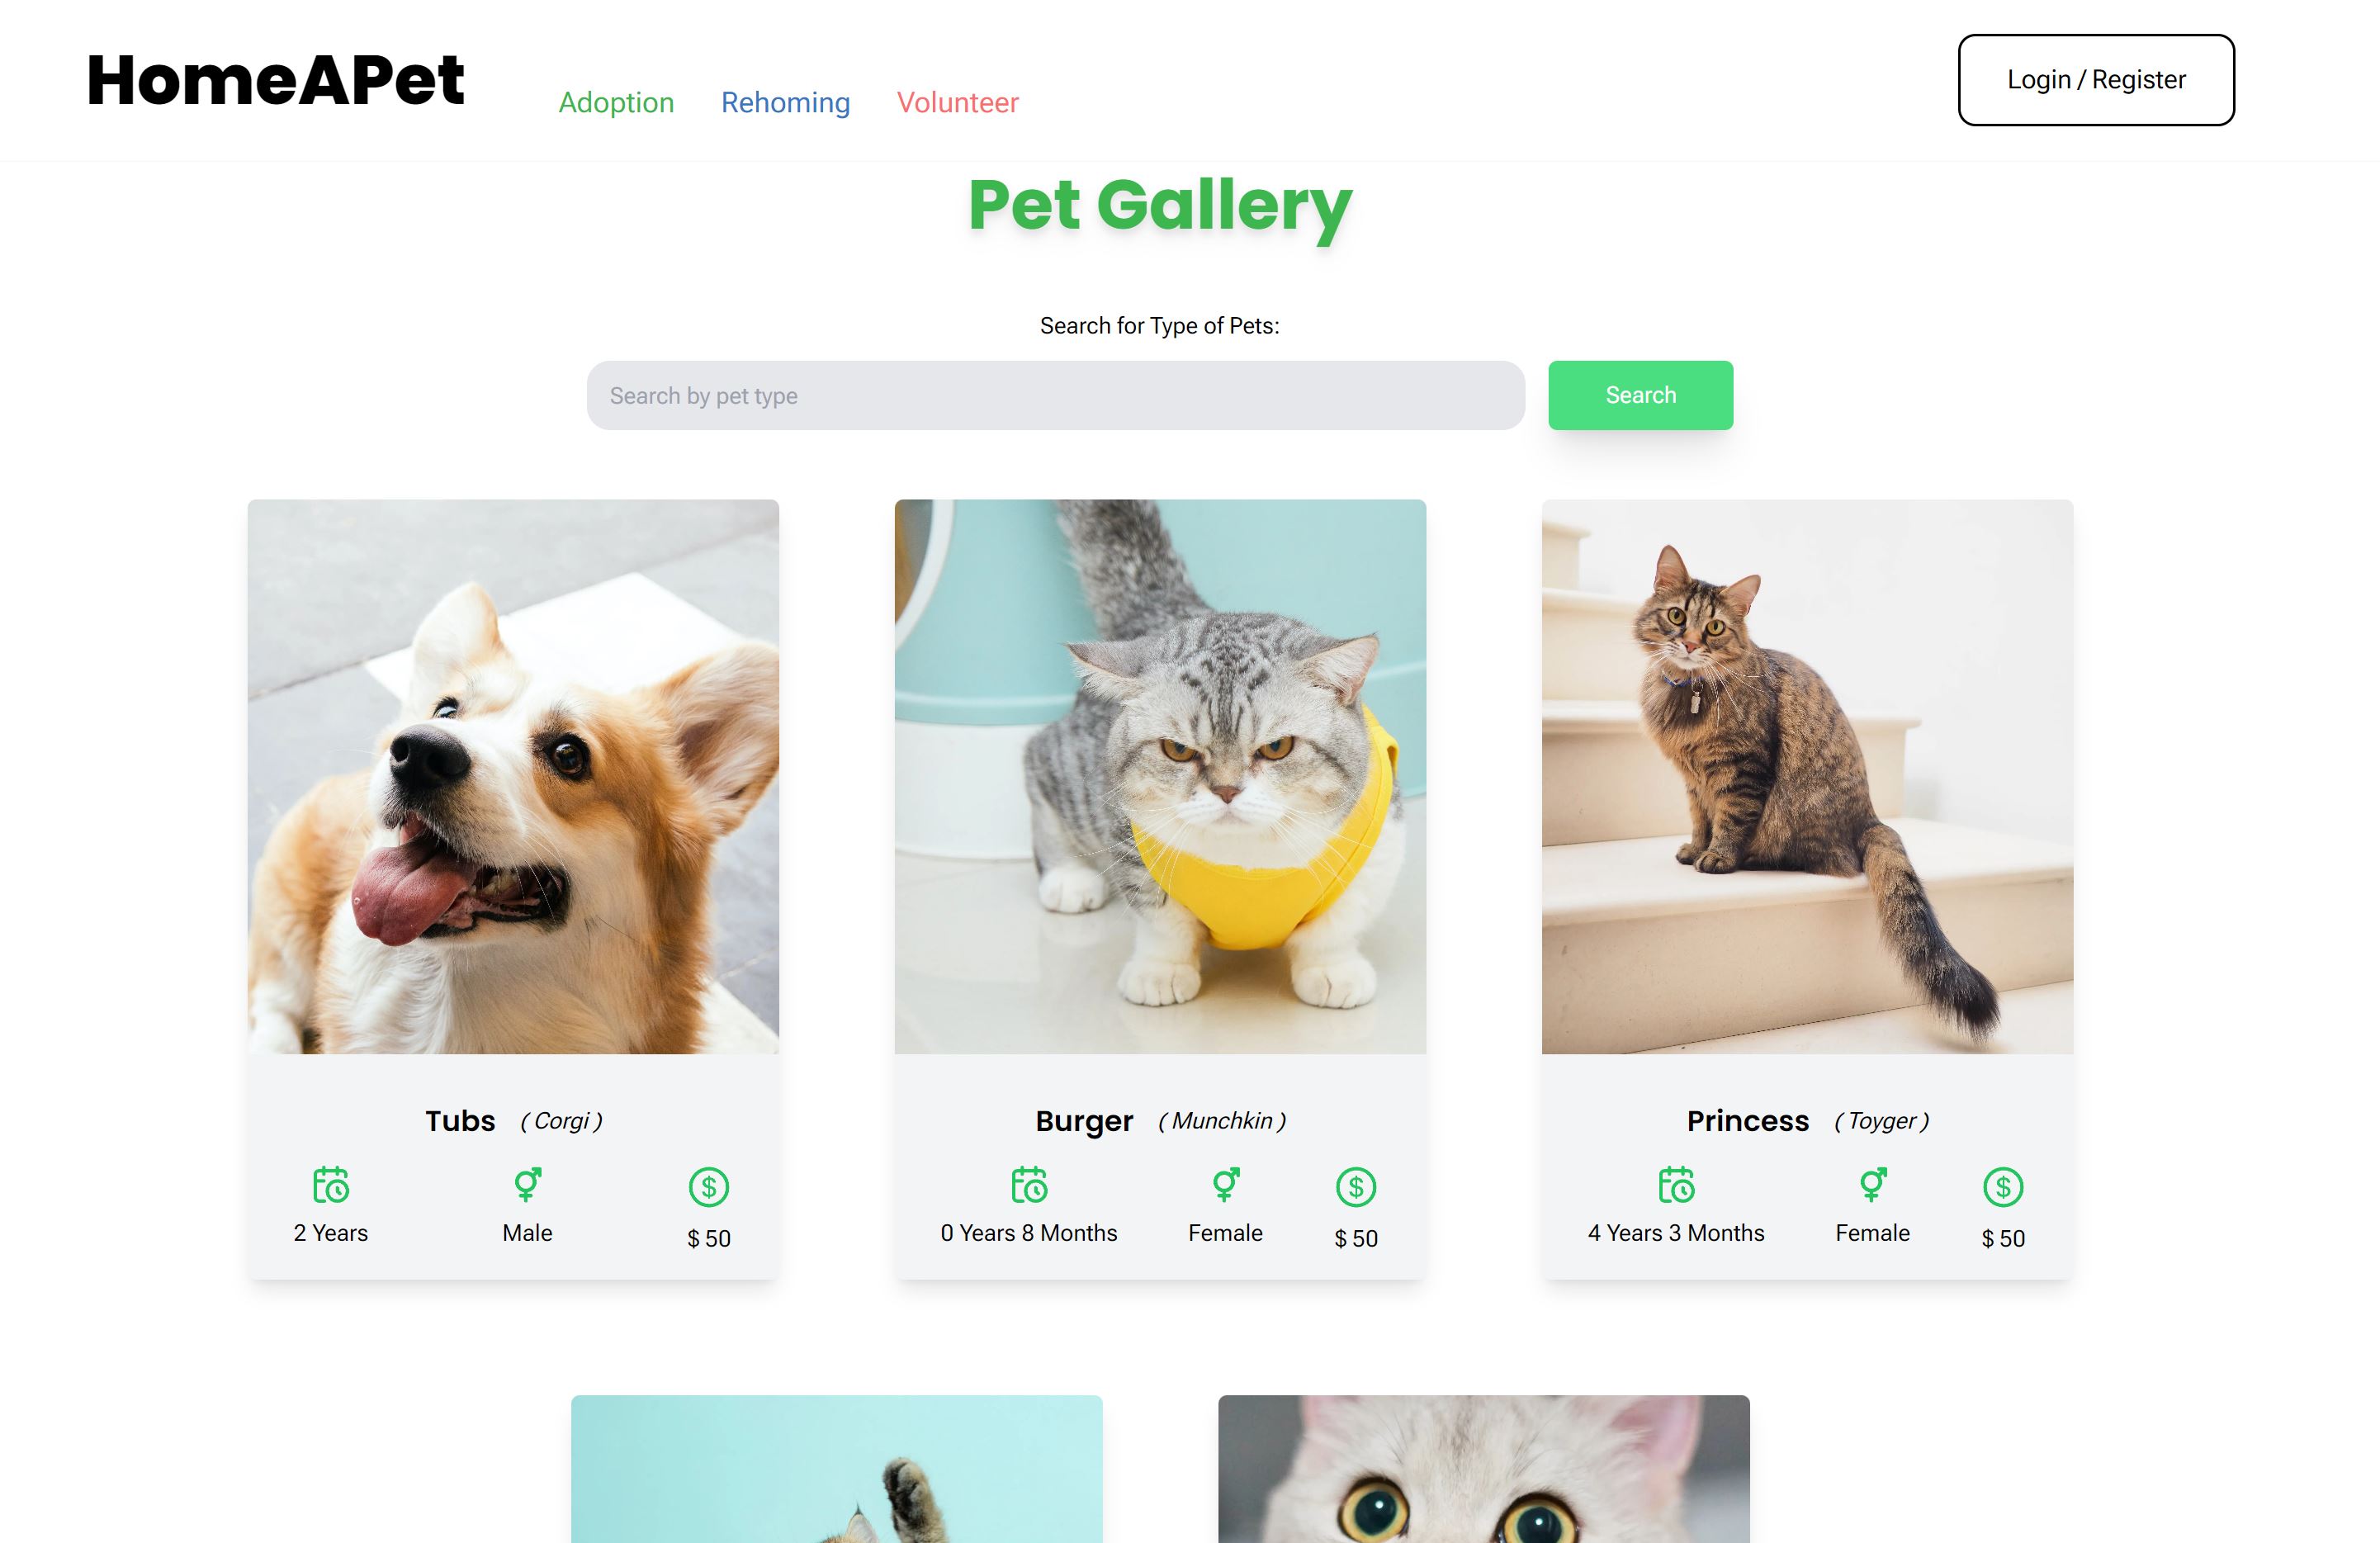 HomeAPet
Adoption Rehoming Volunteer
Login / Register
Pet Gallery
Search for Type of Pets:
Search by pet type
Search
Tubs ( Corgi )
2 Years Male $ 50
Burger ( Munchkin )
0 Years 8 Months Female $ 50
Princess ( Toyger )
4 Years 3 Months Female $ 50